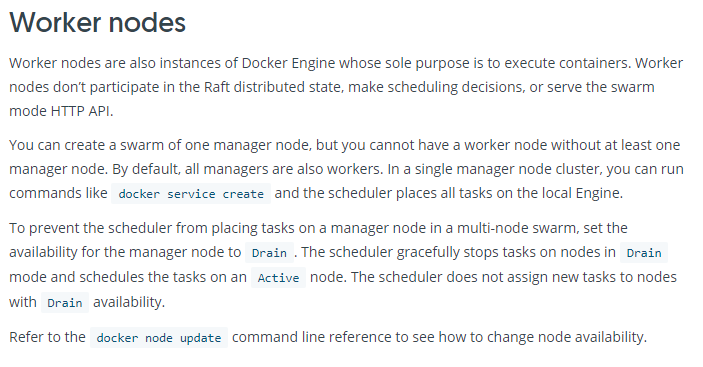 Worker nodes
Worker nodes are also instances of Docker Engine whose sole purpose is to execute containers. Worker
nodes don’t participate in the Raft distributed state, make scheduling decisions, or serve the swarm
mode HTTP API.
You can create a swarm of one manager node, but you cannot have a worker node without at least one
manager node. By default, all managers are also workers. In a single manager node cluster, you can run
commands like docker service create and the scheduler places all tasks on the local Engine.
To prevent the scheduler from placing tasks on a manager node in a multi-node swarm, set the
availability for the manager node to Drain . The scheduler gracefully stops tasks on nodes in Drain
mode and schedules the tasks on an Active node. The scheduler does not assign new tasks to nodes
with Drain availability.
Refer to the docker node update command line reference to see how to change node availability.